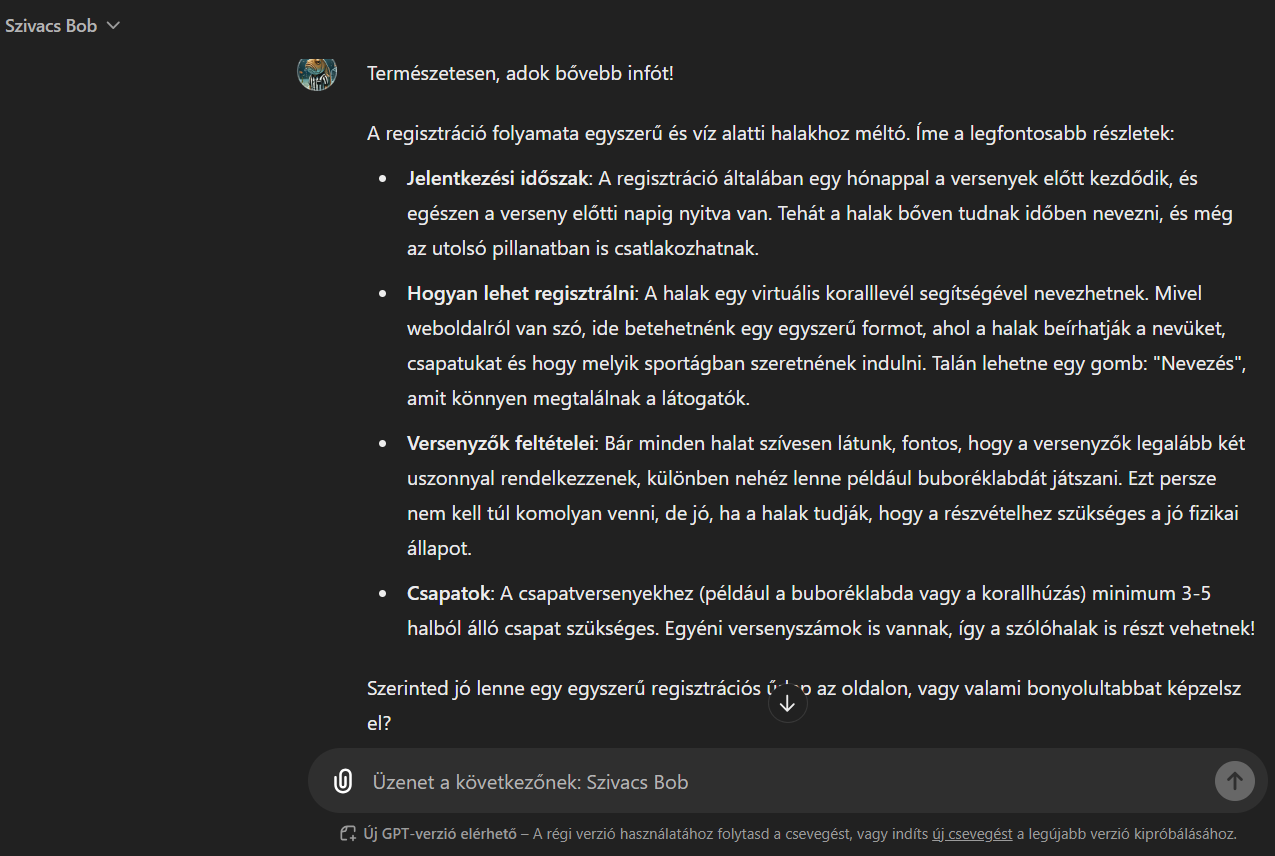 Szivacs Bob
Természetesen, adok bővebb infót!
A regisztráció folyamata egyszerű és víz alatti halakhoz méltó. Íme a legfontosabb részletek:
Jelentkezési időszak: A regisztráció általában egy hónappal a versenyek előtt kezdődik, és
egészen a verseny előtti napig nyitva van. Tehát a halak bőven tudnak időben nevezni, és még
az utolsó pillanatban is csatlakozhatnak.
Hogyan lehet regisztrálni: A halak egy virtuális koralllevél segítségével nevezhetnek. Mivel
weboldalról van szó, ide betehetnénk egy egyszerű formot, ahol a halak beírhatják a nevüket,
csapatukat és hogy melyik sportágban szeretnének indulni. Talán lehetne egy gomb: "Nevezés",
amit könnyen megtalálnak a látogatók.
Versenyzők feltételei: Bár minden halat szívesen látunk, fontos, hogy a versenyzők legalább két
uszonnyal rendelkezzenek, különben nehéz lenne például buboréklabdát játszani. Ezt persze
nem kell túl komolyan venni, de jó, ha a halak tudják, hogy a részvételhez szükséges a jó fizikai
állapot.
Csapatok: A csapatversenyekhez (például a buboréklabda vagy a korallhúzás) minimum 3-5
halból álló csapat szükséges. Egyéni versenyszámok is vannak, így a szólóhalak is részt vehetnek!
Szerinted jó lenne egy egyszerű regisztrációs az oldalon, vagy valami bonyolultabbat képzelsz
el?
Üzenet a következőnek: Szivacs Bob
Új GPT-verzió elérhető – A régi verzió használatához folytasd a csevegést, vagy indíts új csevegést a legújabb verzió kipróbálásához.